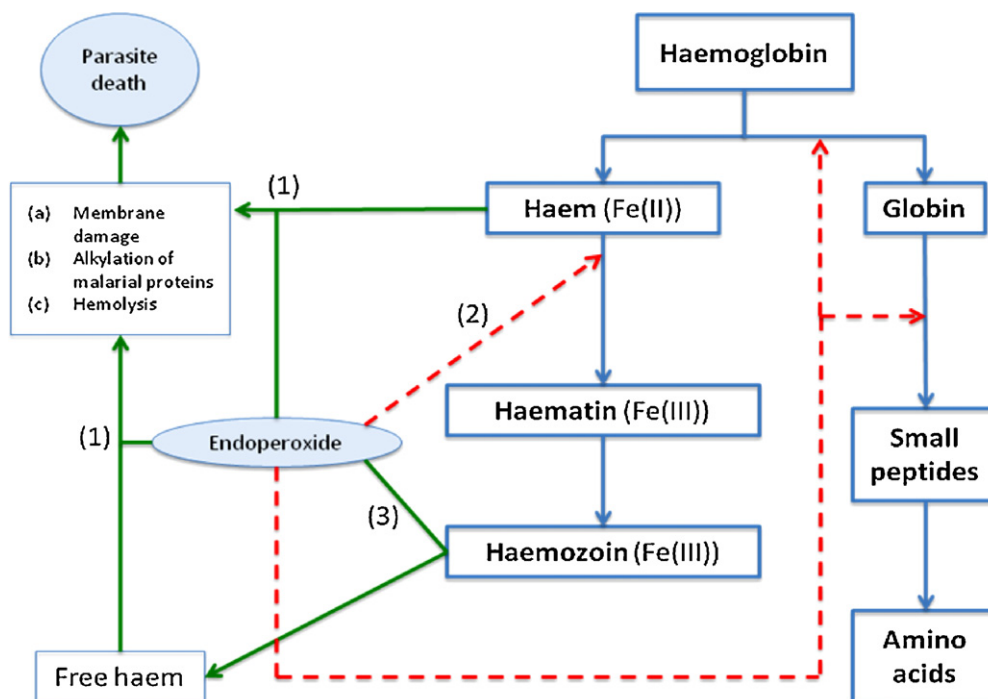 Parasite
death
Haemoglobin
(1)
Haem (Fe(II))
Globin
(a) Membrane
damage
(b) Alkylation of
malarial proteins
(c) Hemolysis
(2)
Haematin (Fe(III))
(1)
Endoperoxide
Small
peptides
(3)
Haemozoin (Fe(III))
Free haem
Amino
acids